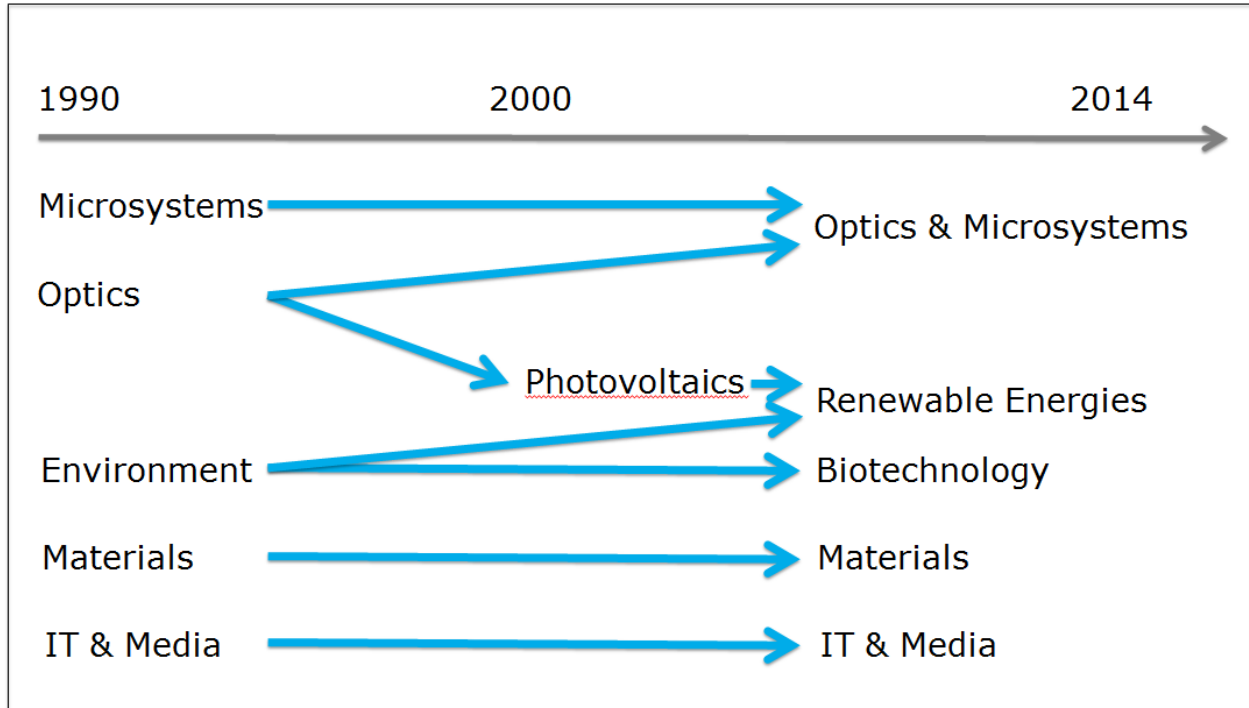 1990 2000 2014
Microsystems
Optics & Microsystems
Optics
Photovoltaics
Renewable Energies
Environment
Biotechnology
Materials
Materials
IT & Media
IT & Media